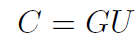 C = GU